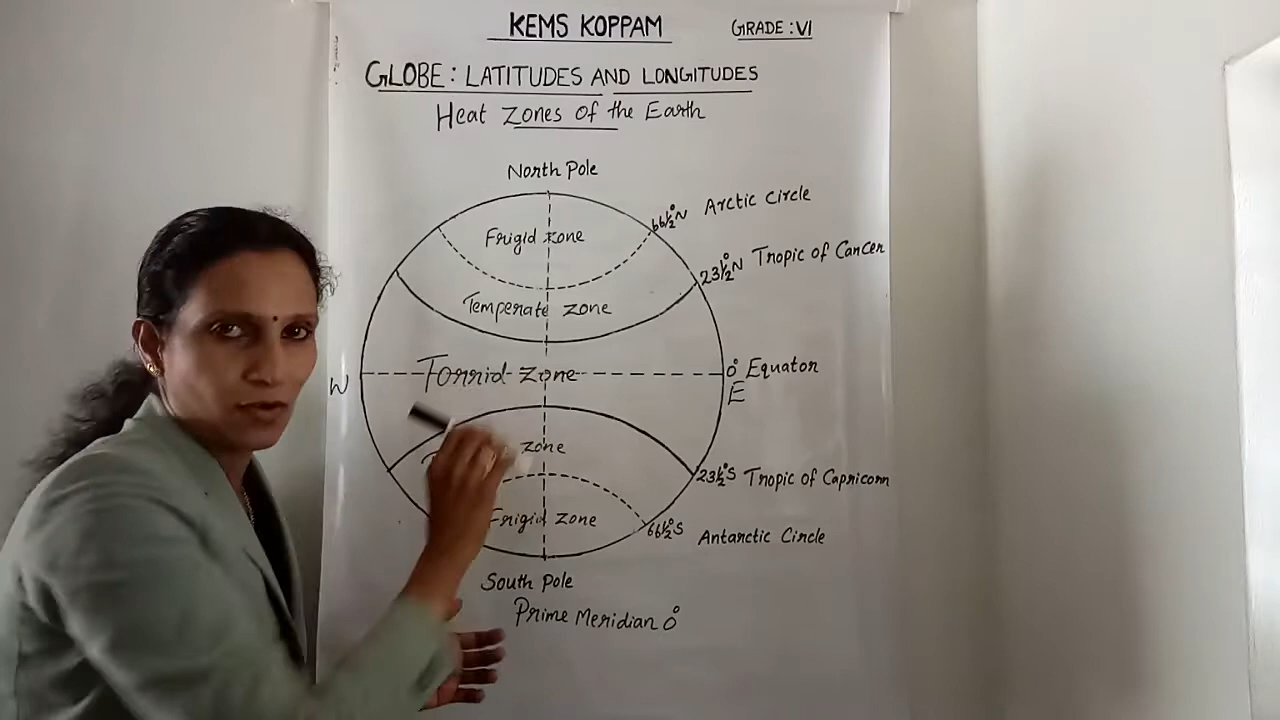 KEMS KOPPAM
GRADE : VI
GLOBE : LATITUDES AND LONGITUDES
Heat Zones of the Earth
North Pole
66½°N Arctic Circle
Frigid zone
23½°N Tropic of Cancer
Temperate zone
Torrid zone
0° Equator
W
E
zone
23½°S Tropic of Capricorn
Frigid zone
66½°S Antarctic Circle
South Pole
Prime Meridian 0°